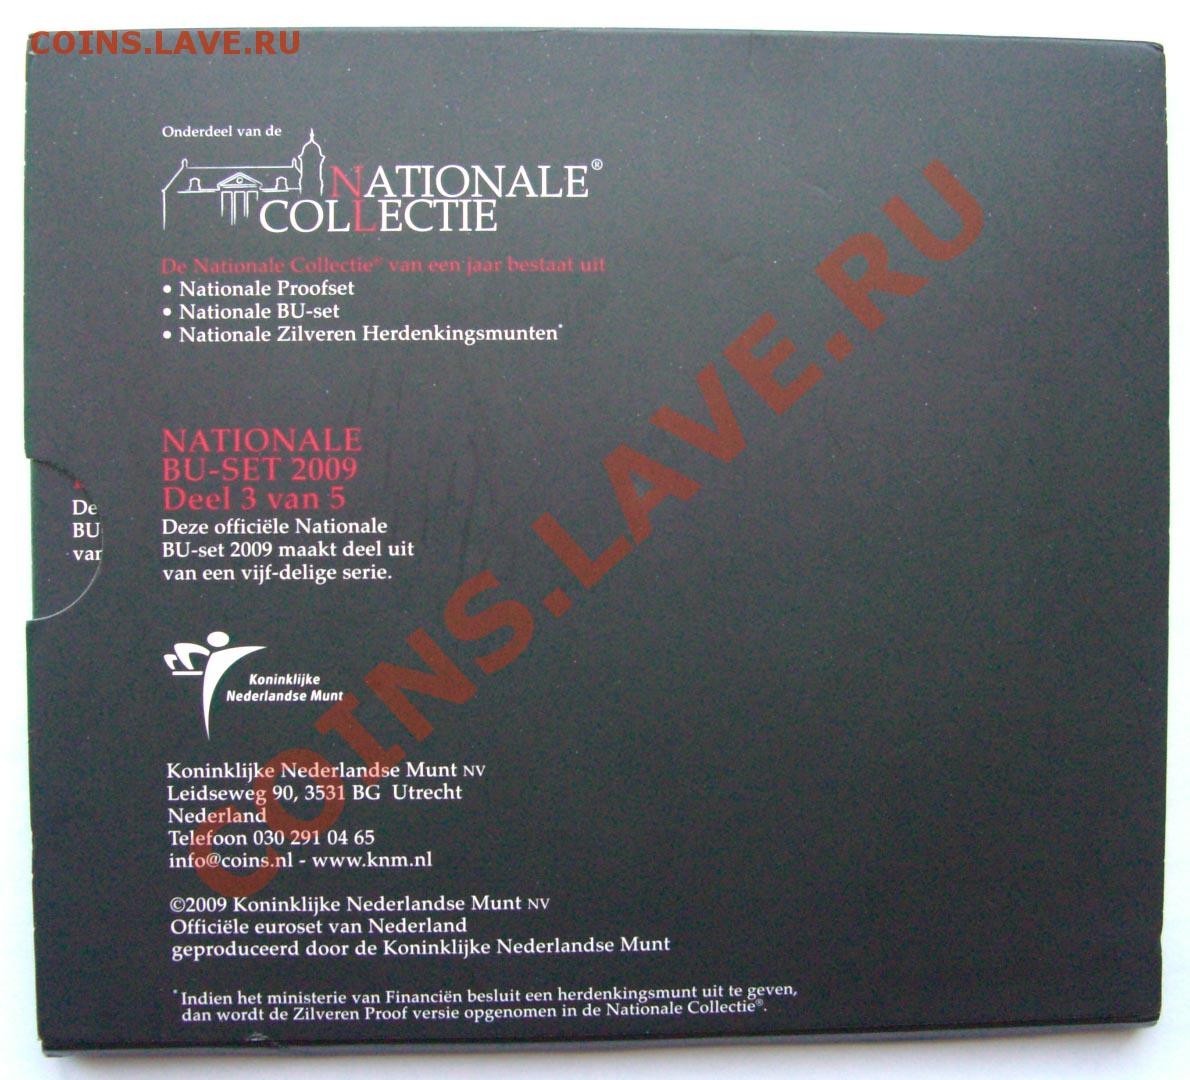 COINS.LAVE.RU
Onderdeel van de
NATIONALE®
COLLECTIE
De Nationale Collectie® van een jaar bestaat uit
• Nationale Proofset
• Nationale BU-set
• Nationale Zilveren Herdenkingsmunten*
NATIONALE
BU-SET 2009
Deel 3 van 5
De
BU
van
Deze officiële Nationale
BU-set 2009 maakt deel uit
van een vijf-delige serie.
Koninklijke
Nederlandse Munt
Koninklijke Nederlandse Munt NV
Leidseweg 90, 3531 BG Utrecht
Nederland
Telefoon 030 291 04 65
info@coins.nl - www.knm.nl
©2009 Koninklijke Nederlandse Munt NV
Officiële euroset van Nederland
geproduceerd door de Koninklijke Nederlandse Munt
*Indien het ministerie van Financiën besluit een herdenkingsmunt uit te geven,
dan wordt de Zilveren Proof versie opgenomen in de Nationale Collectie®.
COINS.LAVE.RU